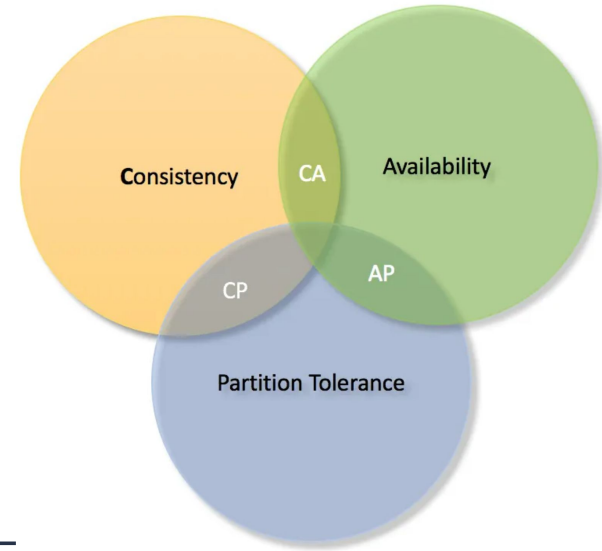 Consistency
CA
Availability
CP
AP
Partition Tolerance